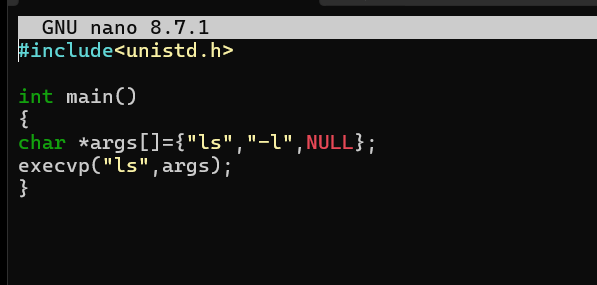 GNU nano 8.7.1
#include<unistd.h>
int main()
{
char *args[]={"ls","-l",NULL};
execvp("ls",args);
}